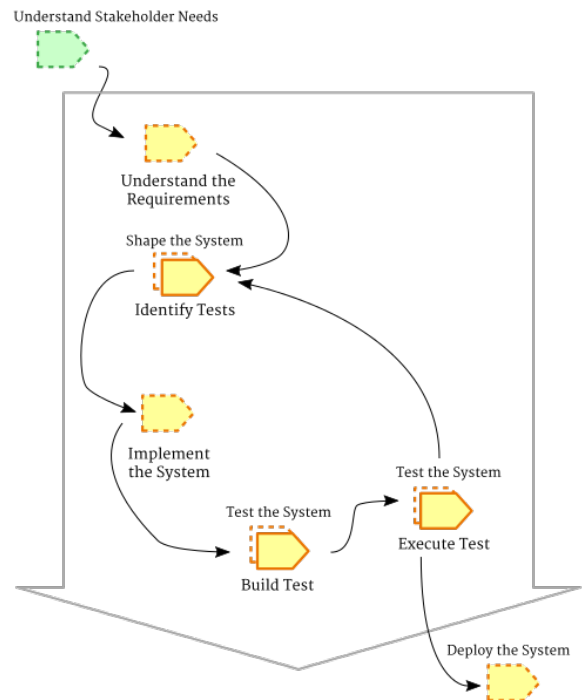 Understand Stakeholder Needs
Understand the
Requirements
Shape the System
Identify Tests
Implement
the System
Test the System
Build Test
Test the System
Execute Test
Deploy the System